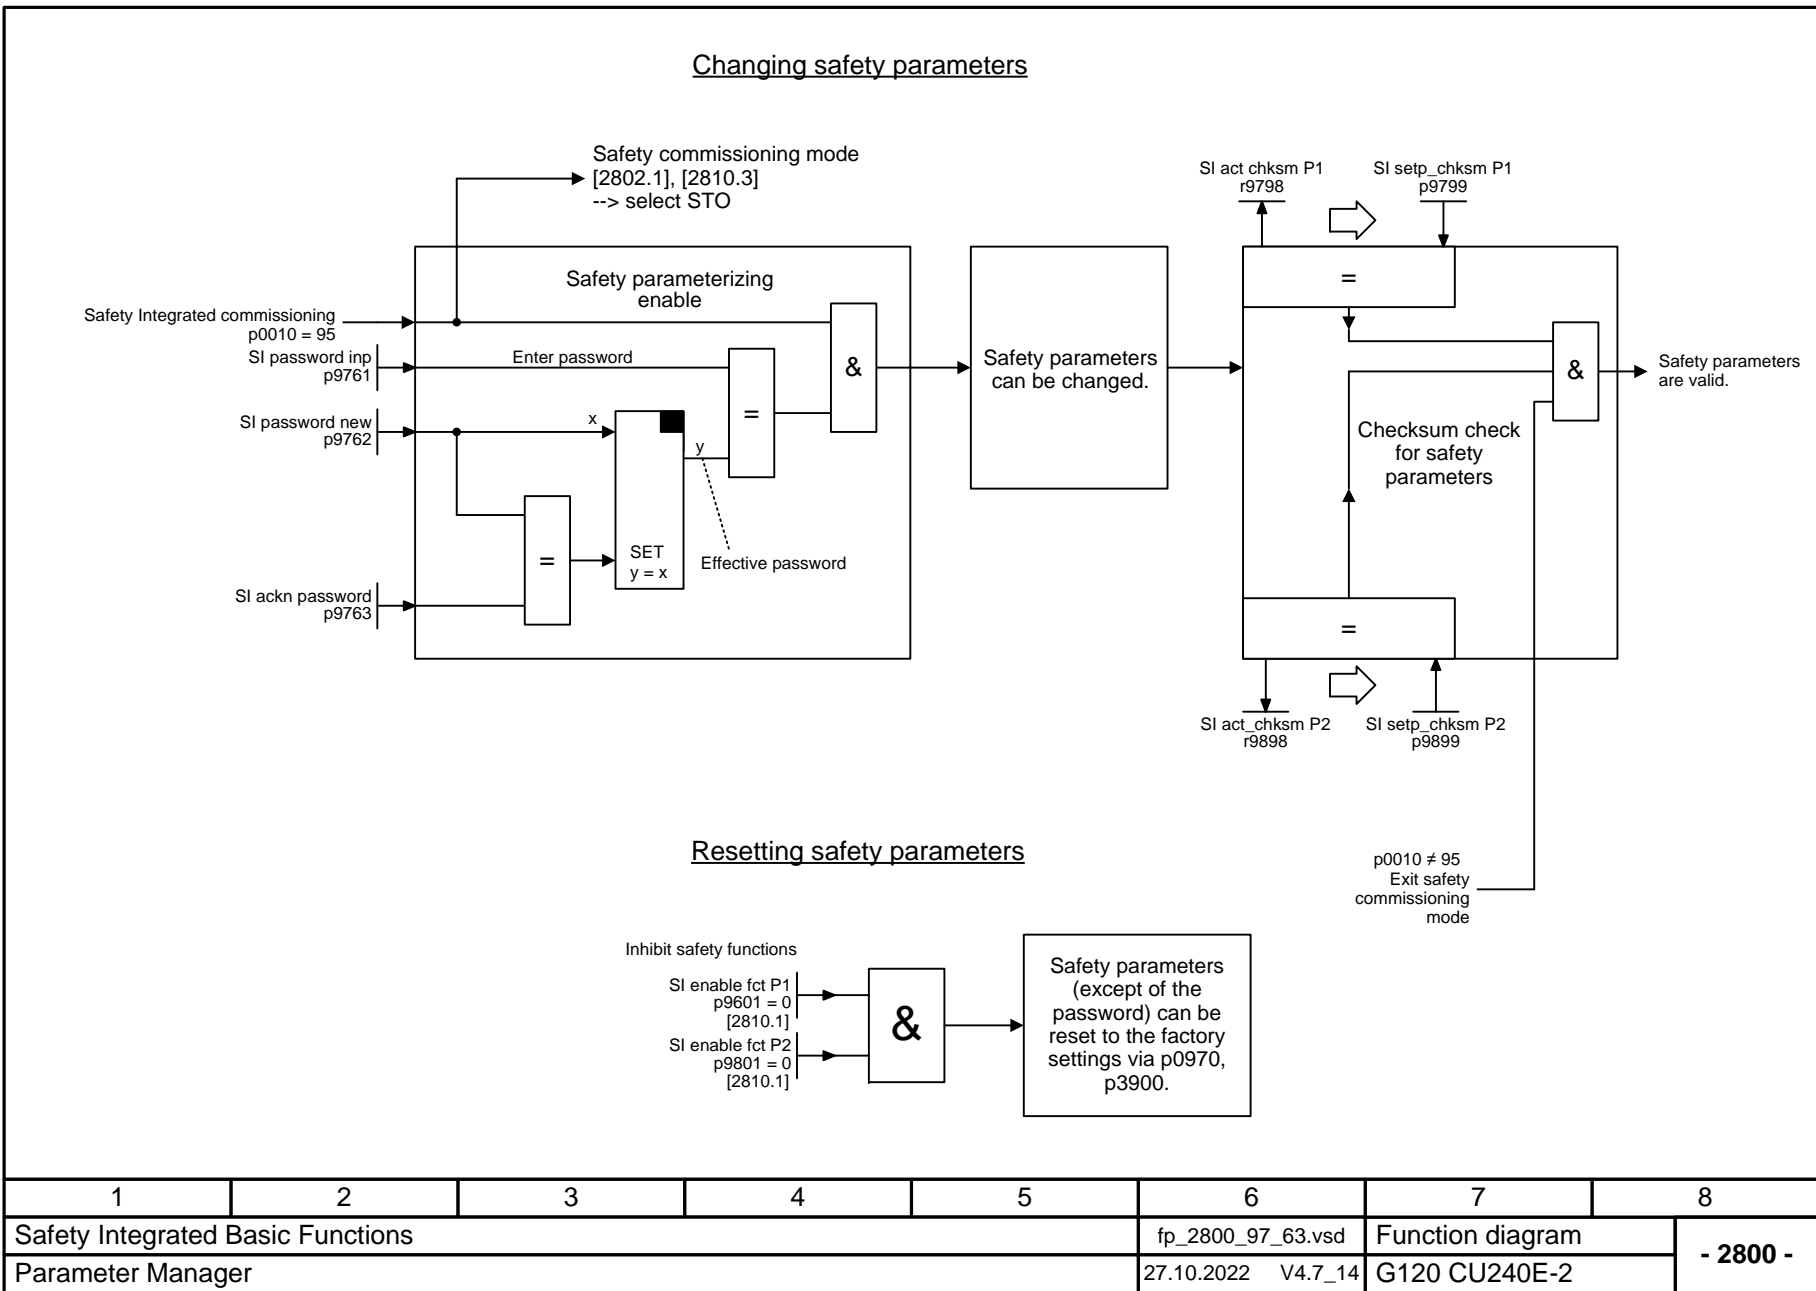 Changing safety parameters
Safety commissioning mode
[2802.1], [2810.3]
--> select STO
SI act chksm P1
r9798
SI setp_chksm P1
p9799
Safety parameterizing
enable
=
Safety Integrated commissioning
p0010 = 95
SI password inp
p9761
Enter password
&
Safety parameters
can be changed.
&
Safety parameters
are valid.
SI password new
p9762
x
=
y
Checksum check
for safety
parameters
=
SET
y = x
Effective password
SI ackn password
p9763
=
SI act_chksm P2
r9898
SI setp_chksm P2
p9899
Resetting safety parameters
p0010 ≠ 95
Exit safety
commissioning
mode
Inhibit safety functions
SI enable fct P1
p9601 = 0
[2810.1]
SI enable fct P2
p9801 = 0
[2810.1]
&
Safety parameters
(except of the
password) can be
reset to the factory
settings via p0970,
p3900.
1 2 3 4 5 6 7 8
Safety Integrated Basic Functions
fp_2800_97_63.vsd
Function diagram
- 2800 -
Parameter Manager
27.10.2022 V4.7_14
G120 CU240E-2